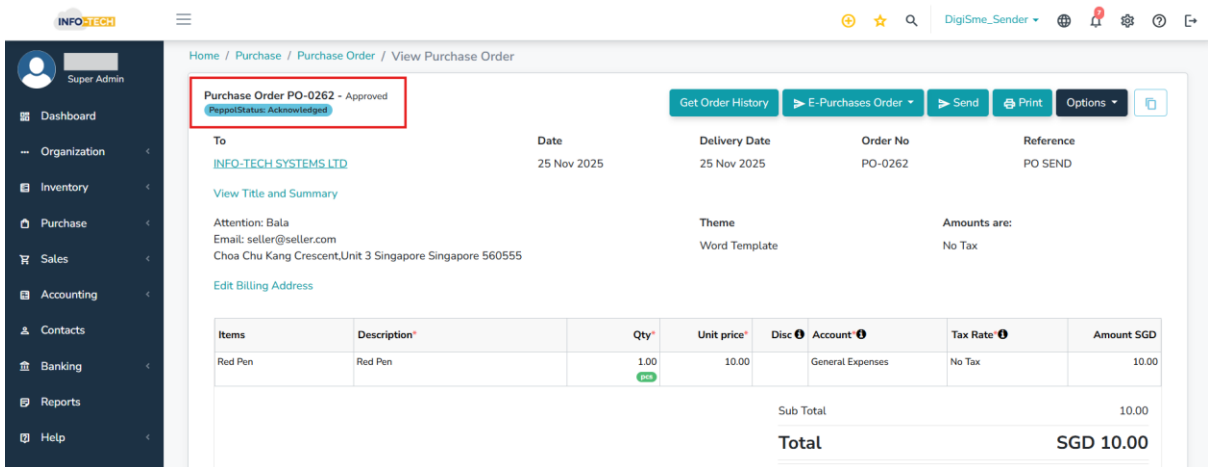 INFO-TECH
DigiSme_Sender
7
Super Admin
Dashboard
Organization
Inventory
Purchase
Sales
Accounting
Contacts
Banking
Reports
Help
Home / Purchase / Purchase Order / View Purchase Order
Purchase Order PO-0262 - Approved
PeppolStatus: Acknowledged
Get Order History
E-Purchases Order
Send
Print
Options
To Date Delivery Date Order No Reference
INFO-TECH SYSTEMS LTD 25 Nov 2025 25 Nov 2025 PO-0262 PO SEND
View Title and Summary
Attention: Bala Theme Amounts are:
Email: seller@seller.com Word Template No Tax
Choa Chu Kang Crescent,Unit 3 Singapore Singapore 560555
Edit Billing Address
Items Description* Qty* Unit price* Disc Account* Tax Rate* Amount SGD
Red Pen Red Pen 1.00 10.00 General Expenses No Tax 10.00
pcs
Sub Total 10.00
Total SGD 10.00